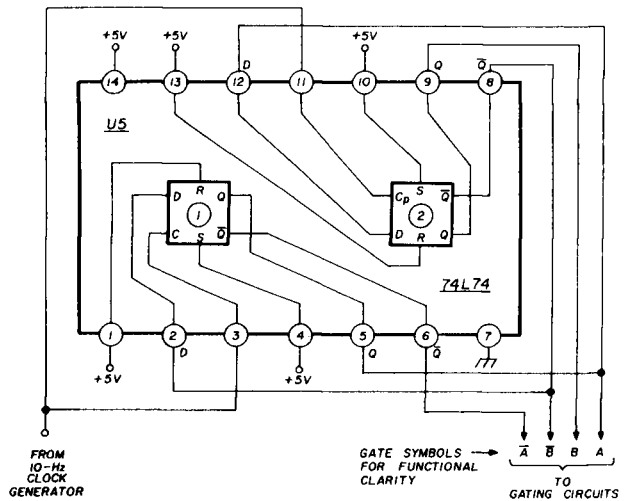 +5V +5V D +5V Q Q̅
14 13 12 11 10 9 8
U5
R
D Q
1
C Q̅
S
S
Cp Q̅
2
D Q
R
74L74
1 2 3 4 5 6 7
D Q Q̅
+5V +5V
FROM
10-Hz
CLOCK
GENERATOR
GATE SYMBOLS
FOR FUNCTIONAL
CLARITY
A̅ B̅ B A
TO
GATING CIRCUITS